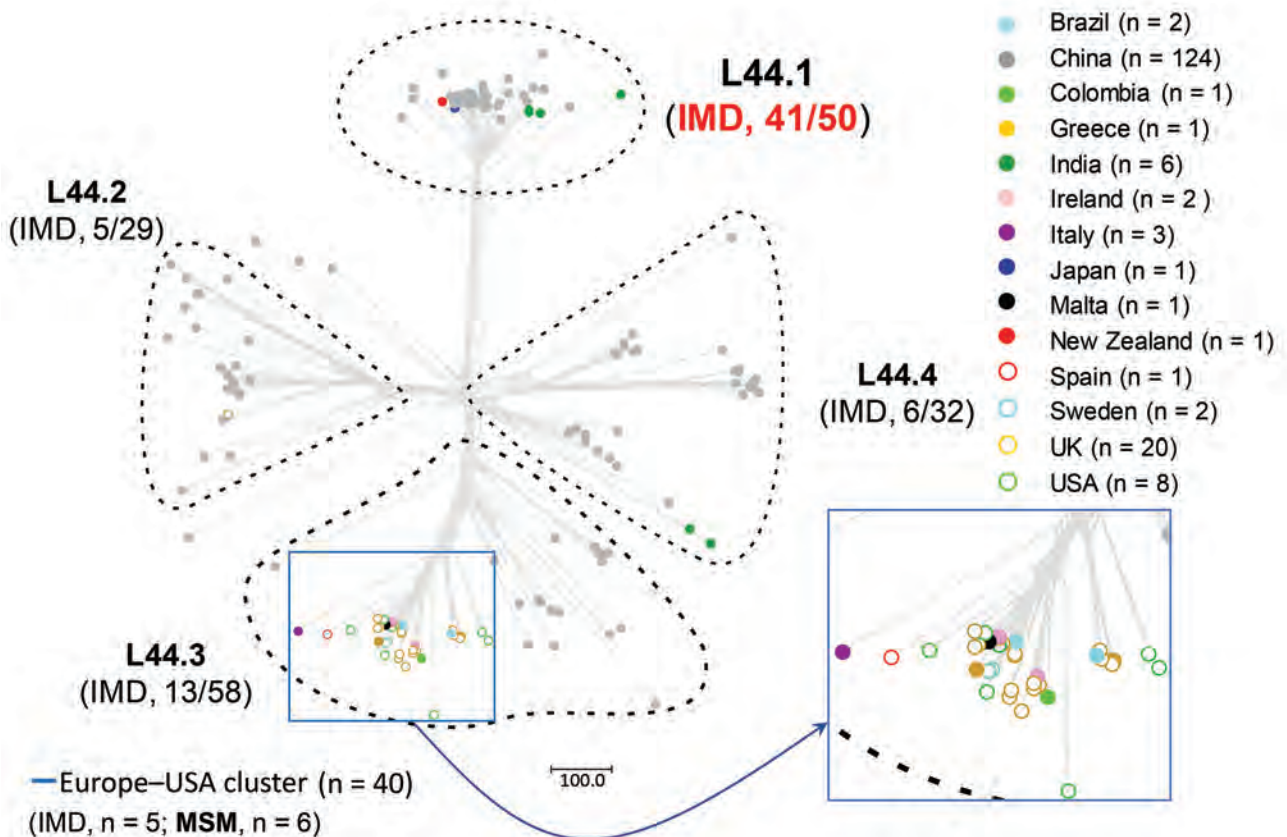 L44.1
(IMD, 41/50)
L44.2
(IMD, 5/29)
L44.4
(IMD, 6/32)
L44.3
(IMD, 13/58)
Brazil (n = 2)
China (n = 124)
Colombia (n = 1)
Greece (n = 1)
India (n = 6)
Ireland (n = 2)
Italy (n = 3)
Japan (n = 1)
Malta (n = 1)
New Zealand (n = 1)
Spain (n = 1)
Sweden (n = 2)
UK (n = 20)
USA (n = 8)
Europe–USA cluster (n = 40)
(IMD, n = 5; MSM, n = 6)
100.0